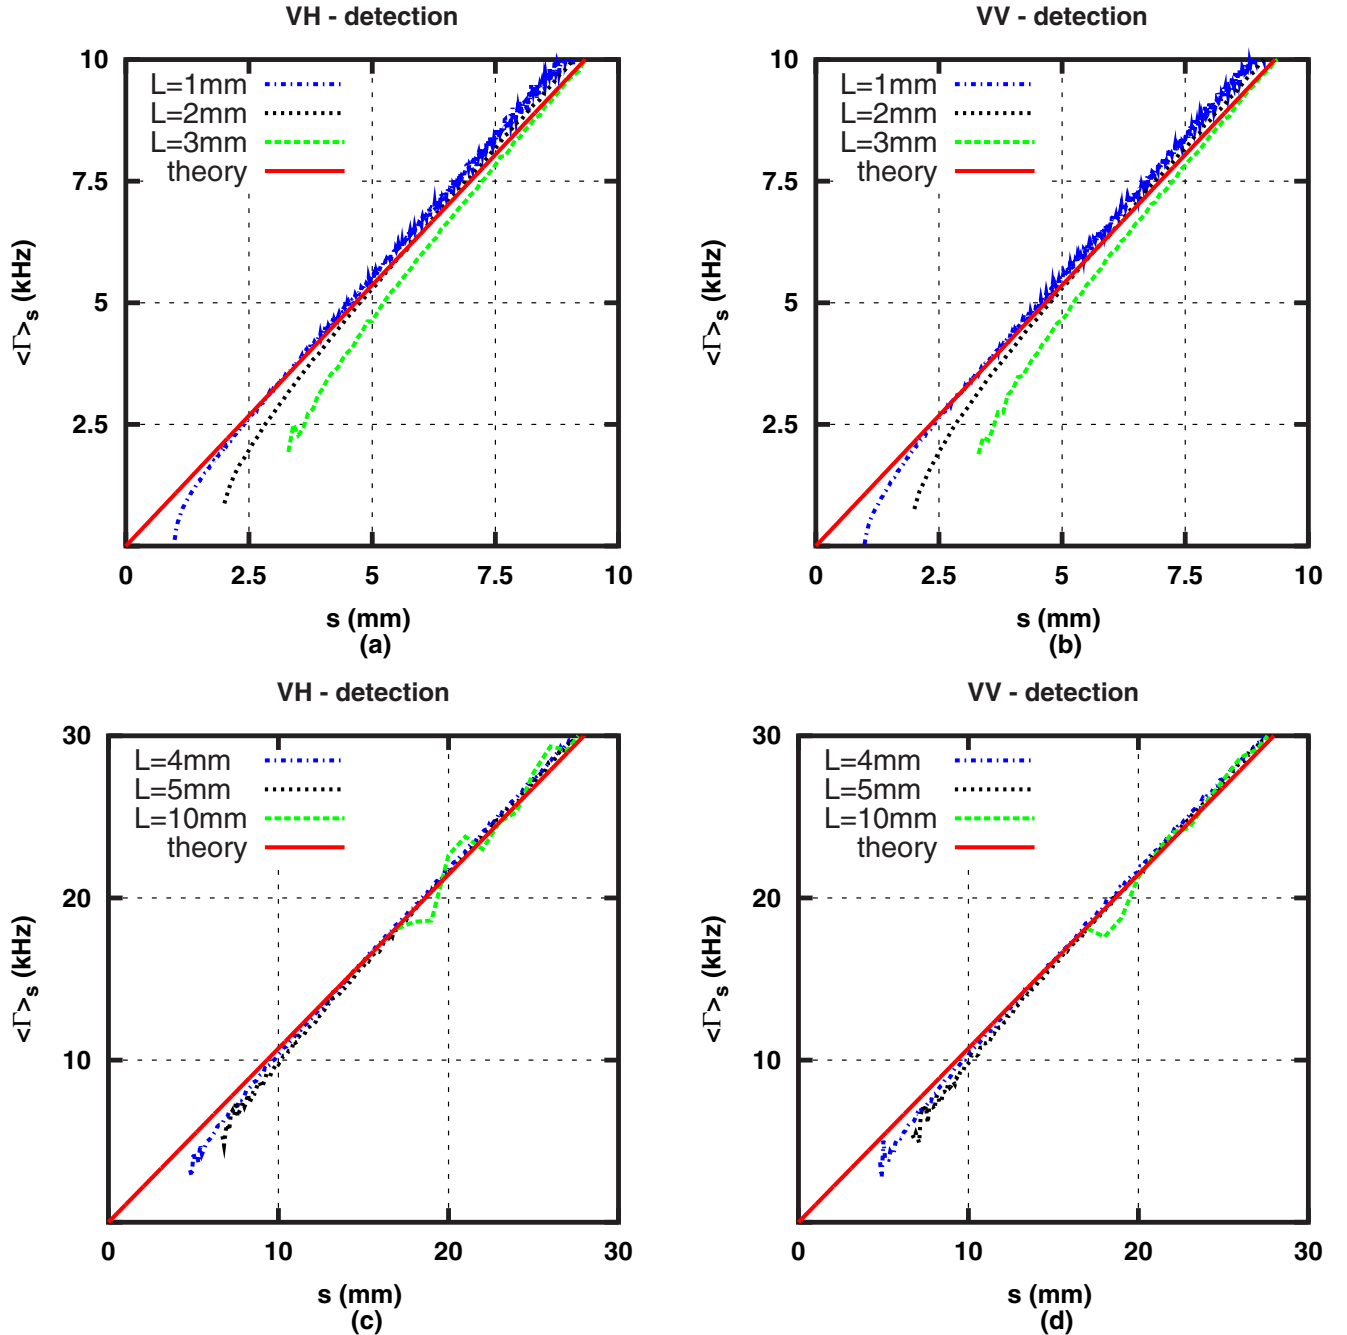 VH - detection
10
7.5
5
2.5
L=1mm
L=2mm
L=3mm
theory
<Γ>s (kHz)
0
2.5
5
7.5
10
s (mm)
(a)
VV - detection
10
7.5
5
2.5
L=1mm
L=2mm
L=3mm
theory
<Γ>s (kHz)
0
2.5
5
7.5
10
s (mm)
(b)
VH - detection
30
20
10
L=4mm
L=5mm
L=10mm
theory
<Γ>s (kHz)
0
10
20
30
s (mm)
(c)
VV - detection
30
20
10
L=4mm
L=5mm
L=10mm
theory
<Γ>s (kHz)
0
10
20
30
s (mm)
(d)